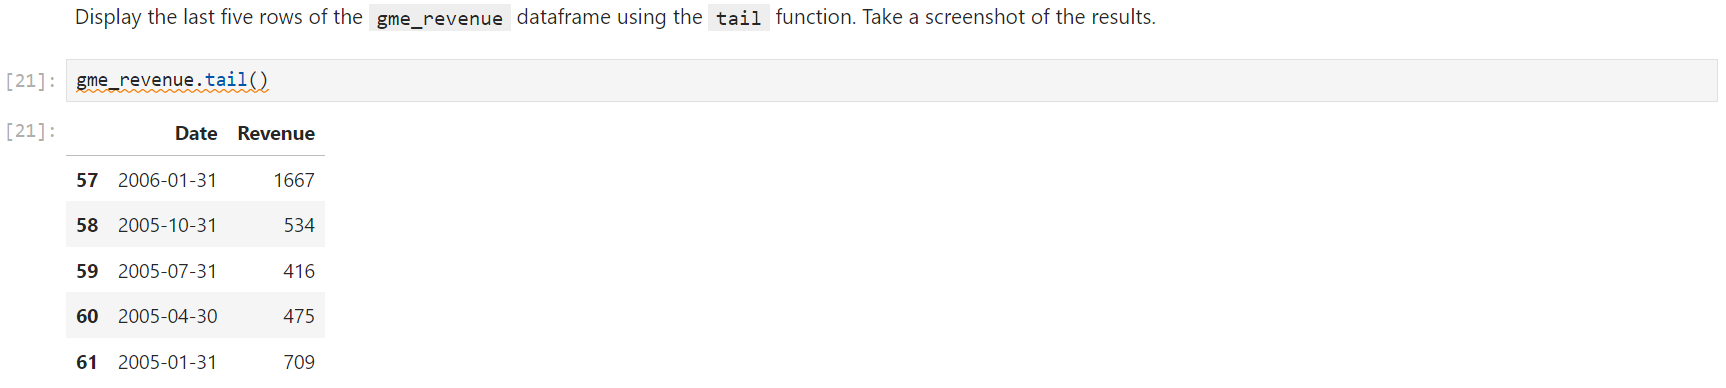 Display the last five rows of the gme_revenue dataframe using the tail function. Take a screenshot of the results.
[21]: gme_revenue.tail()
[21]:
Date Revenue
57 2006-01-31 1667
58 2005-10-31 534
59 2005-07-31 416
60 2005-04-30 475
61 2005-01-31 709